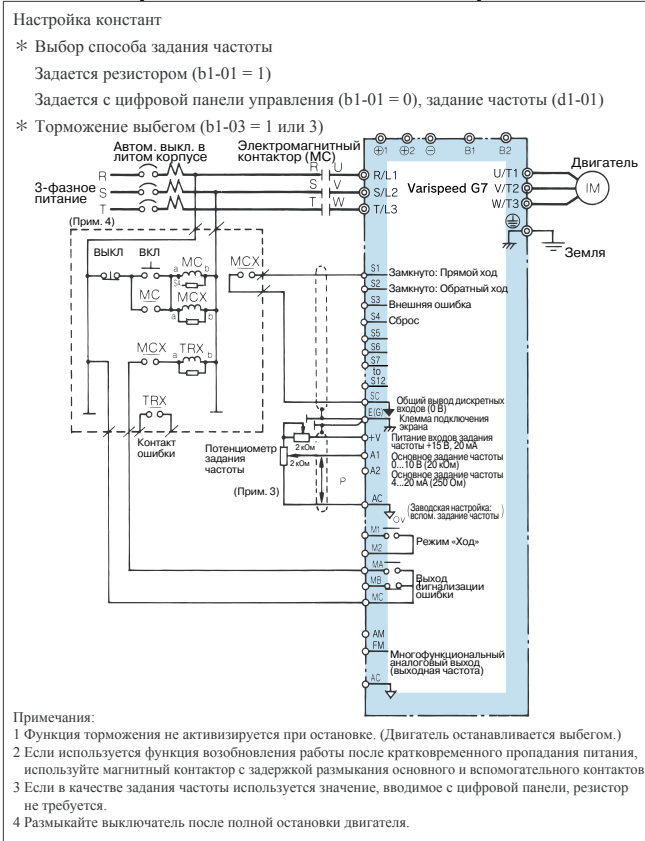 Настройка констант
＊ Выбор способа задания частоты
Задается резистором (b1-01 = 1)
Задается с цифровой панели управления (b1-01 = 0), задание частоты (d1-01)
＊ Торможение выбегом (b1-03 = 1 или 3)
Автом. выкл. в
литом корпусе
Электромагнитный
контактор (MC)
⊕1 ⊕2 ⊖ B1 B2
Двигатель
3-фазное
питание
R R U R/L1 U/T1
S S V S/L2 Varispeed G7 V/T2 IM
T T W T/L3 W/T3
(Прим. 4)
Земля
ВЫКЛ ВКЛ
a MC b
SA
MC MCX
a b
MCX
MCX a TRX b
TRX
Контакт
ошибки
S1 Замкнуто: Прямой ход
S2 Замкнуто: Обратный ход
S3 Внешняя ошибка
S4 Сброс
S5
S6
S7
to
S12
SC Общий вывод дискретных
входов (0 В)
E(G) Клемма подключения
экрана
+V Питание входов задания
частоты +15 В, 20 мА
A1 Основное задание частоты
0...10 В (20 кОм)
A2 Основное задание частоты
4...20 мА (250 Ом)
Потенциометр
задания
частоты
2 кОм
2 кОм
P
(Прим. 3)
AC
0v
(Заводская настройка:
вспом. задание частоты)
M1
M2 Режим «Ход»
MA
MB
MC
Выход
сигнализации
ошибки
AM
FM
Многофункциональный
аналоговый выход
(выходная частота)
AC
Примечания:
1 Функция торможения не активизируется при остановке. (Двигатель останавливается выбегом.)
2 Если используется функция возобновления работы после кратковременного пропадания питания,
используйте магнитный контактор с задержкой размыкания основного и вспомогательного контактов
3 Если в качестве задания частоты используется значение, вводимое с цифровой панели, резистор
не требуется.
4 Размыкайте выключатель после полной остановки двигателя.